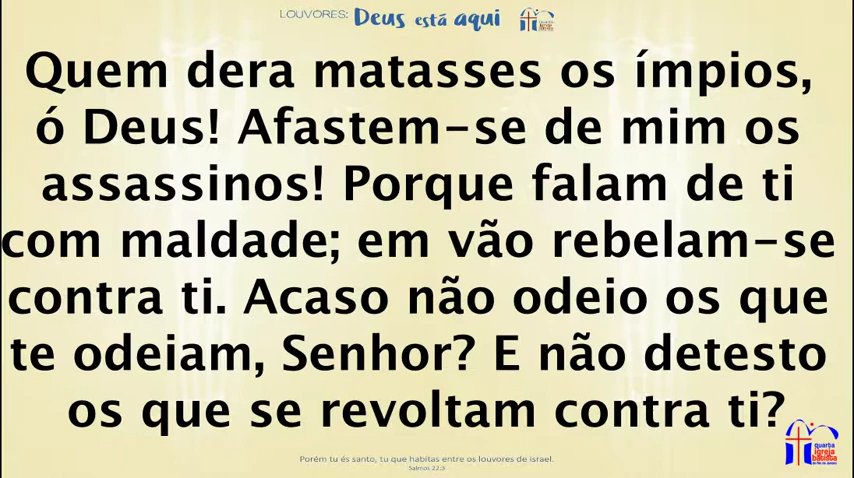 LOUVORES: Deus está aqui
Quem dera matasses os ímpios,
ó Deus! Afastem-se de mim os
assassinos! Porque falam de ti
com maldade; em vão rebelam-se
contra ti. Acaso não odeio os que
te odeiam, Senhor? E não detesto
os que se revoltam contra ti?
quarta
igreja
batista
Porém tu és santo, tu que habitas entre os louvores de Israel.
Salmos 22:3